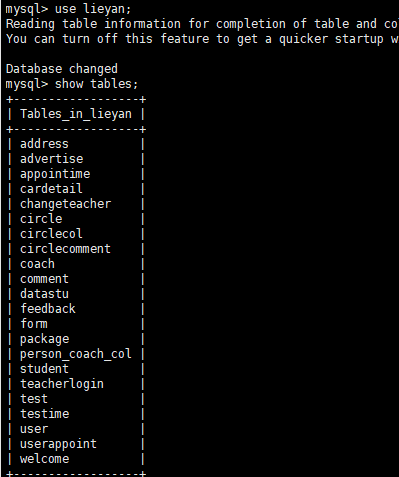 mysql> use lieyan;
Reading table information for completion of table and co
You can turn off this feature to get a quicker startup w
Database changed
mysql> show tables;
+------------------+
| Tables_in_lieyan |
+------------------+
| address          |
| advertise        |
| appointime       |
| cardetail        |
| changeteacher    |
| circle           |
| circlecol        |
| circlecomment    |
| coach            |
| comment          |
| datastu          |
| feedback         |
| form             |
| package          |
| person_coach_col |
| student          |
| teacherlogin     |
| test             |
| testime          |
| user             |
| userappoint      |
| welcome          |
+------------------+